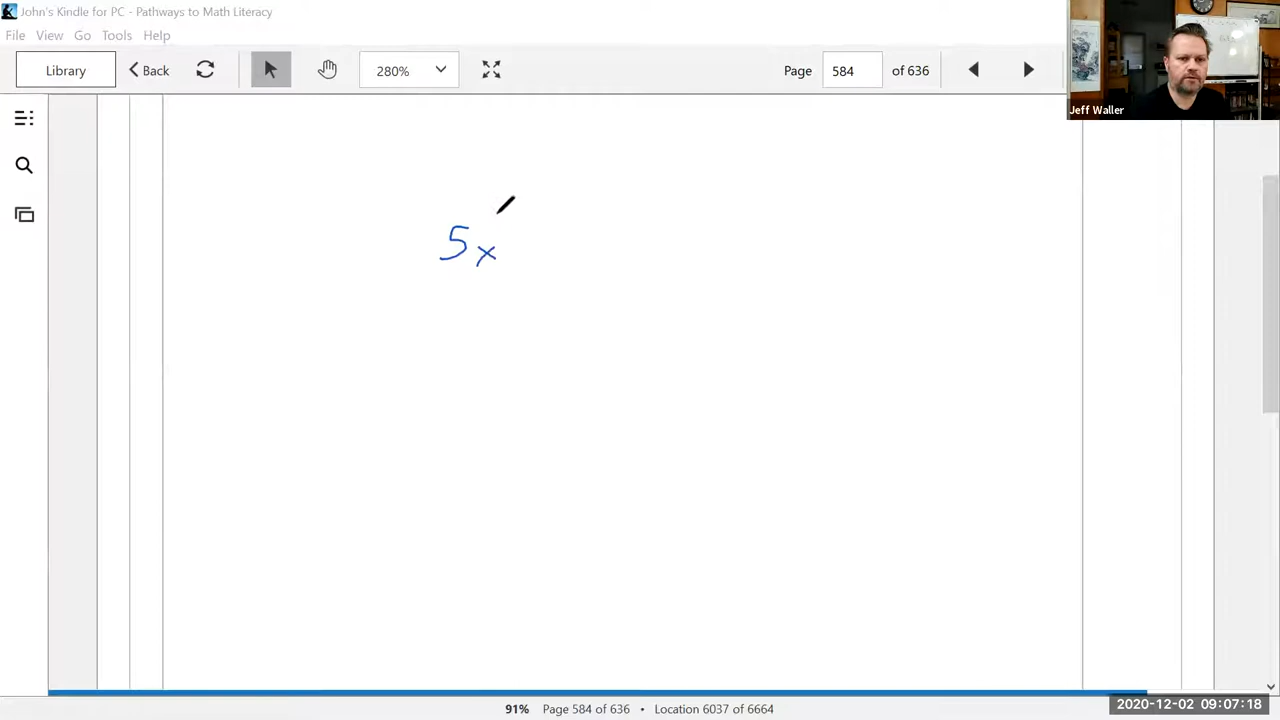 John's Kindle for PC - Pathways to Math Literacy
File View Go Tools Help
Library Back 280% Page 584 of 636
Jeff Waller
5x
91% Page 584 of 636 • Location 6037 of 6664
2020-12-02 09:07:18